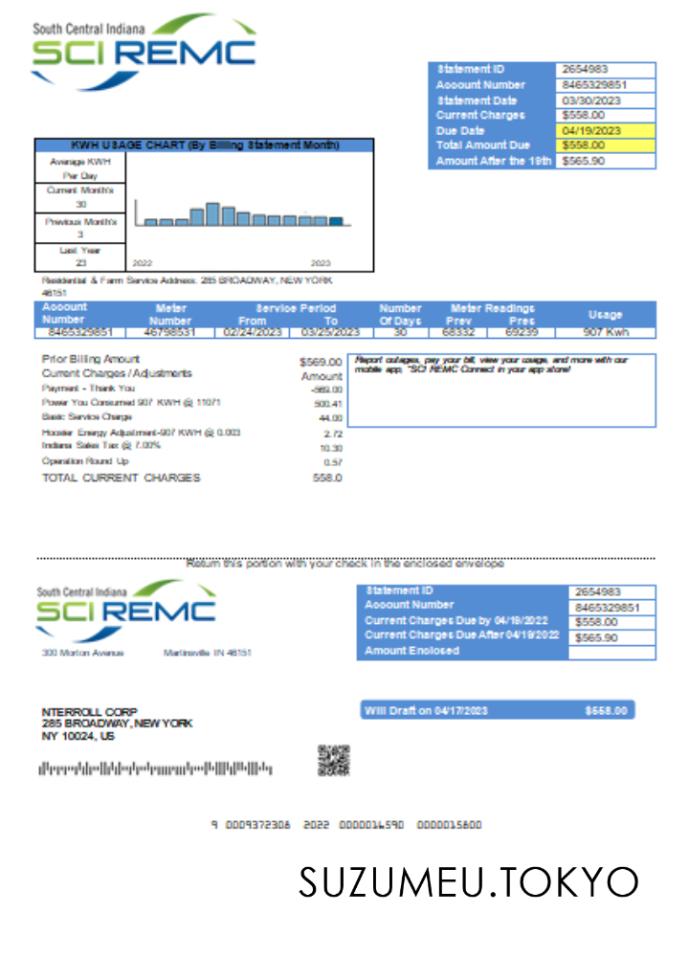 South Central Indiana
SCI REMC
Statement ID 2654983
Account Number 8465329851
Statement Date 03/30/2023
Current Charges $558.00
Due Date 04/19/2023
Total Amount Due $558.00
Amount After the 19th $565.90
KWH USAGE CHART (By Billing Statement Month)
Average KWH
Per Day
Current Month's
30
Previous Month's
3
Last Year
23
2022 2023
Residential & Farm Service Address: 285 BROADWAY, NEW YORK
46151
Account Meter Service Period Number Meter Readings Usage
Number Number From To Of Days Prev Pres
8465329851 46798531 02/24/2023 03/25/2023 30 68332 69239 907 Kwh
Prior Billing Amount $569.00
Current Charges / Adjustments Amount
Payment - Thank You -569.00
Power You Consumed 907 KWH @ 11071 500.41
Basic Service Charge 44.00
Hoosier Energy Adjustment-907 KWH @ 0.003 2.72
Indiana Sales Tax @ 7.00% 10.30
Operation Round Up 0.57
TOTAL CURRENT CHARGES 558.0
Report outages, pay your bill, view your usage, and more with our
mobile app, "SCI REMC Connect in your app store!
Return this portion with your check in the enclosed envelope
South Central Indiana
SCI REMC
300 Morton Avenue Martinsville IN 46151
Statement ID 2654983
Account Number 8465329851
Current Charges Due by 04/19/2022 $558.00
Current Charges Due After 04/19/2022 $565.90
Amount Enclosed
NTERROLL CORP
285 BROADWAY, NEW YORK
NY 10024, US
Will Draft on 04/17/2023 $558.00
9 0009372308 2022 0000016590 0000015800
SUZUMEU.TOKYO